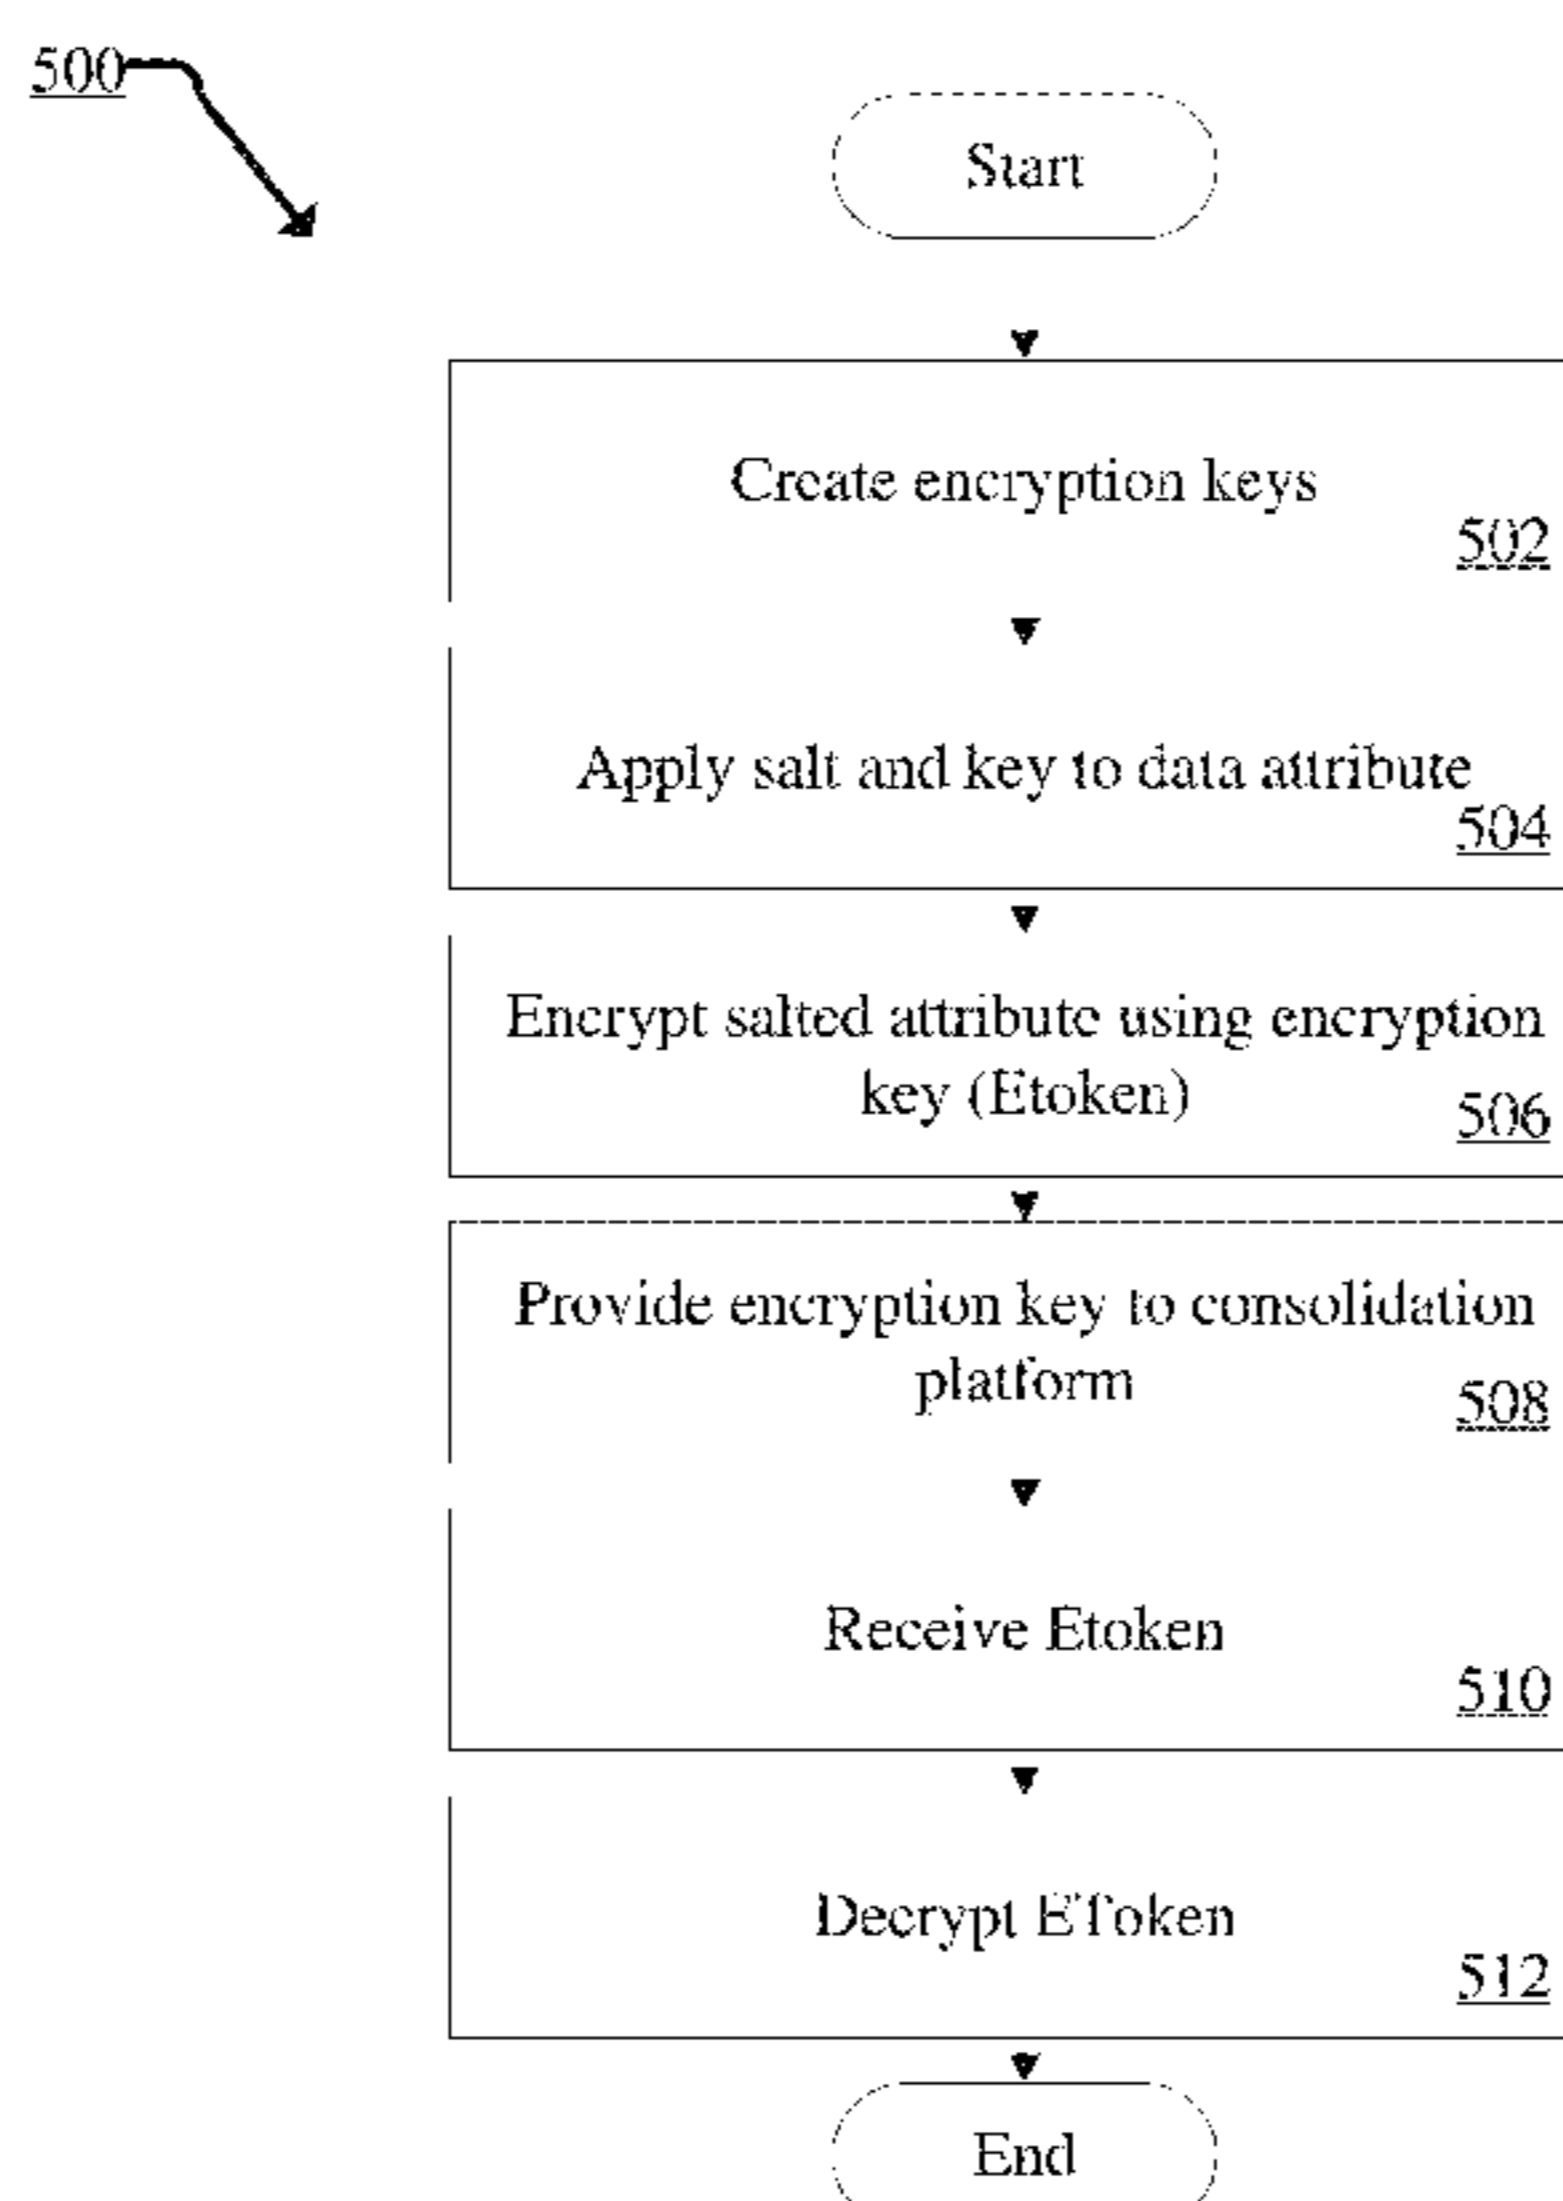 500
Start
Create encryption keys
502
Apply salt and key to data attribute
504
Encrypt salted attribute using encryption
key (Etoken)
506
Provide encryption key to consolidation
platform
508
Receive Etoken
510
Decrypt EToken
512
End